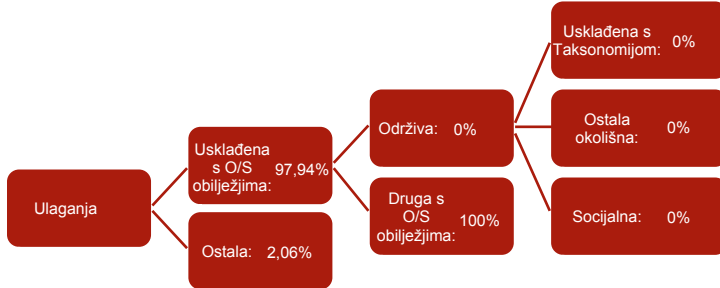 Ulaganja
Usklađena
s O/S
obilježjima:
97,94%
Ostala: 2,06%
Održiva: 0%
Druga s
O/S
obilježjima:
100%
Usklađena s
Taksonomijom:
0%
Ostala
okolišna:
0%
Socijalna: 0%